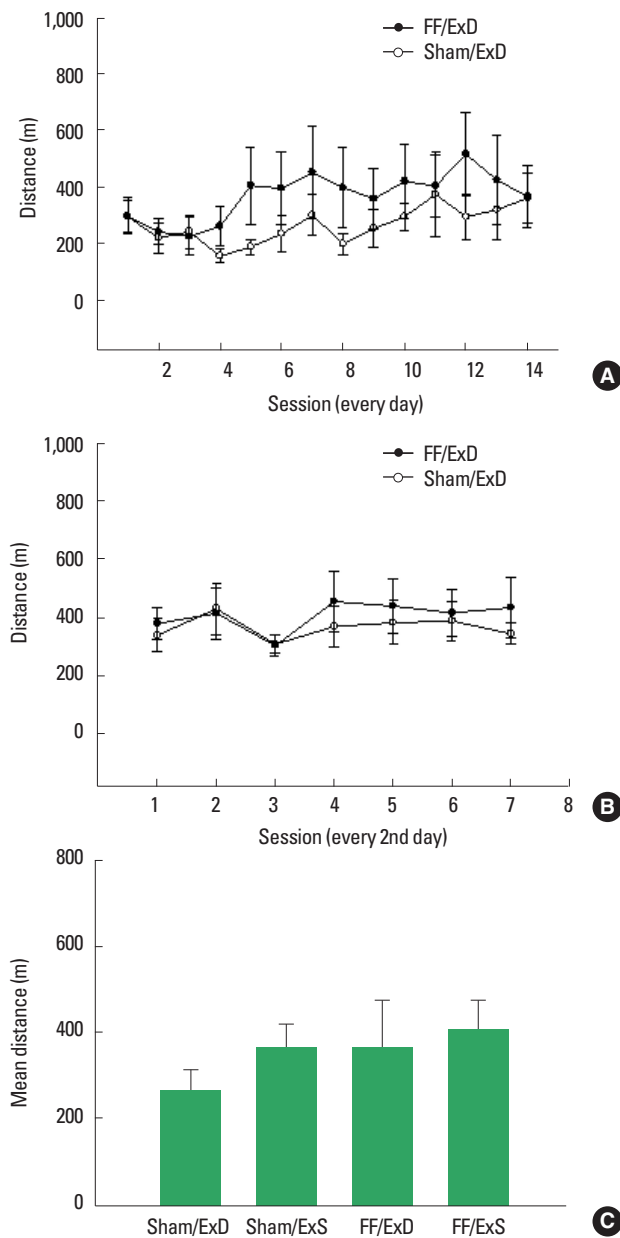 1,000
800
600
400
200
0
Distance (m)
FF/ExD
Sham/ExD
2 4 6 8 10 12 14
Session (every day)
A
1,000
800
600
400
200
0
Distance (m)
FF/ExD
Sham/ExD
1 2 3 4 5 6 7 8
Session (every 2nd day)
B
800
600
400
200
0
Mean distance (m)
Sham/ExD Sham/ExS FF/ExD FF/ExS
C